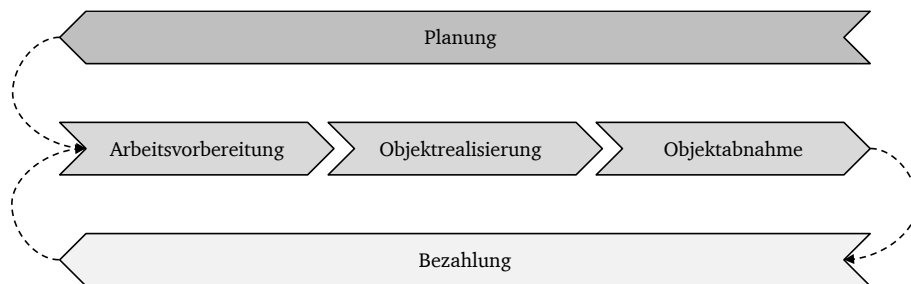 Planung
Arbeitsvorbereitung
Objektrealisierung
Objektabnahme
Bezahlung